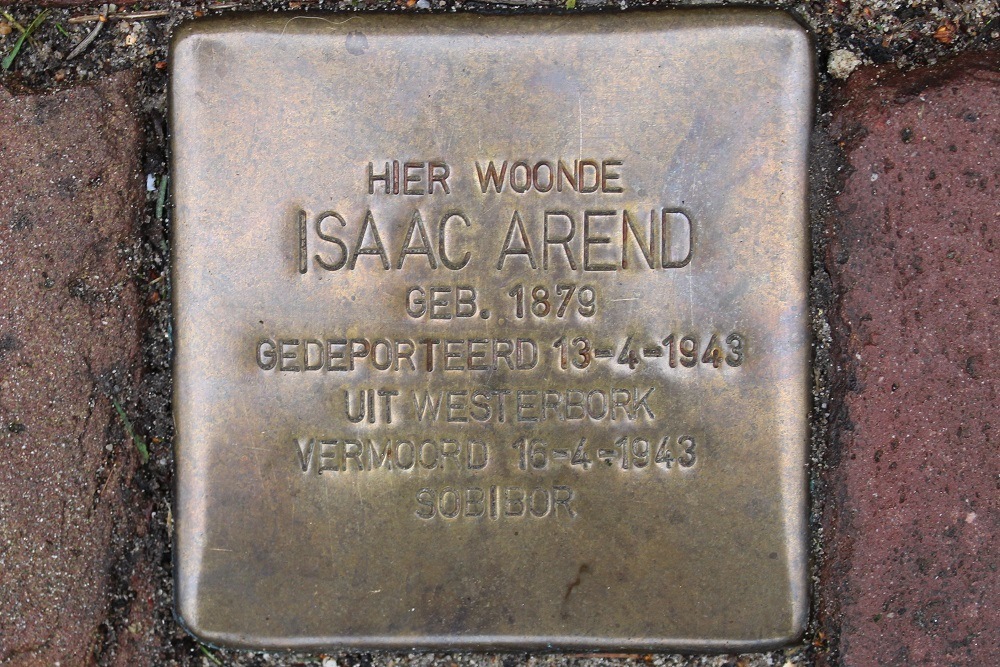 HIER WOONDE
ISAAC AREND
GEB. 1879
GEDEPORTEERD 13-4-1943
UIT WESTERBORK
VERMOORD 16-4-1943
SOBIBOR